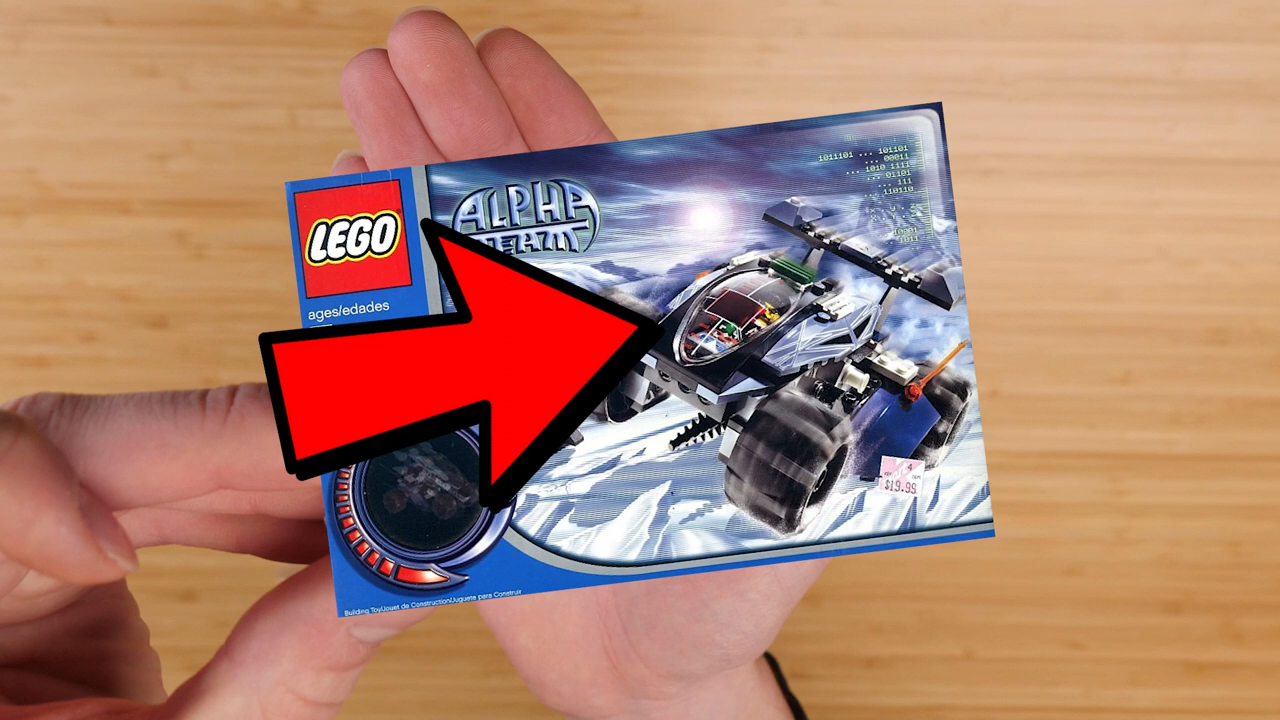 LEGO
ages/edades
ALPHA
TEAM
1011101 ... 101101
... 00011
... 1010 1111
... 01101
... 111
... 110110
$19.99
Building Toy/Jouet de Construction/Juguete para Construir